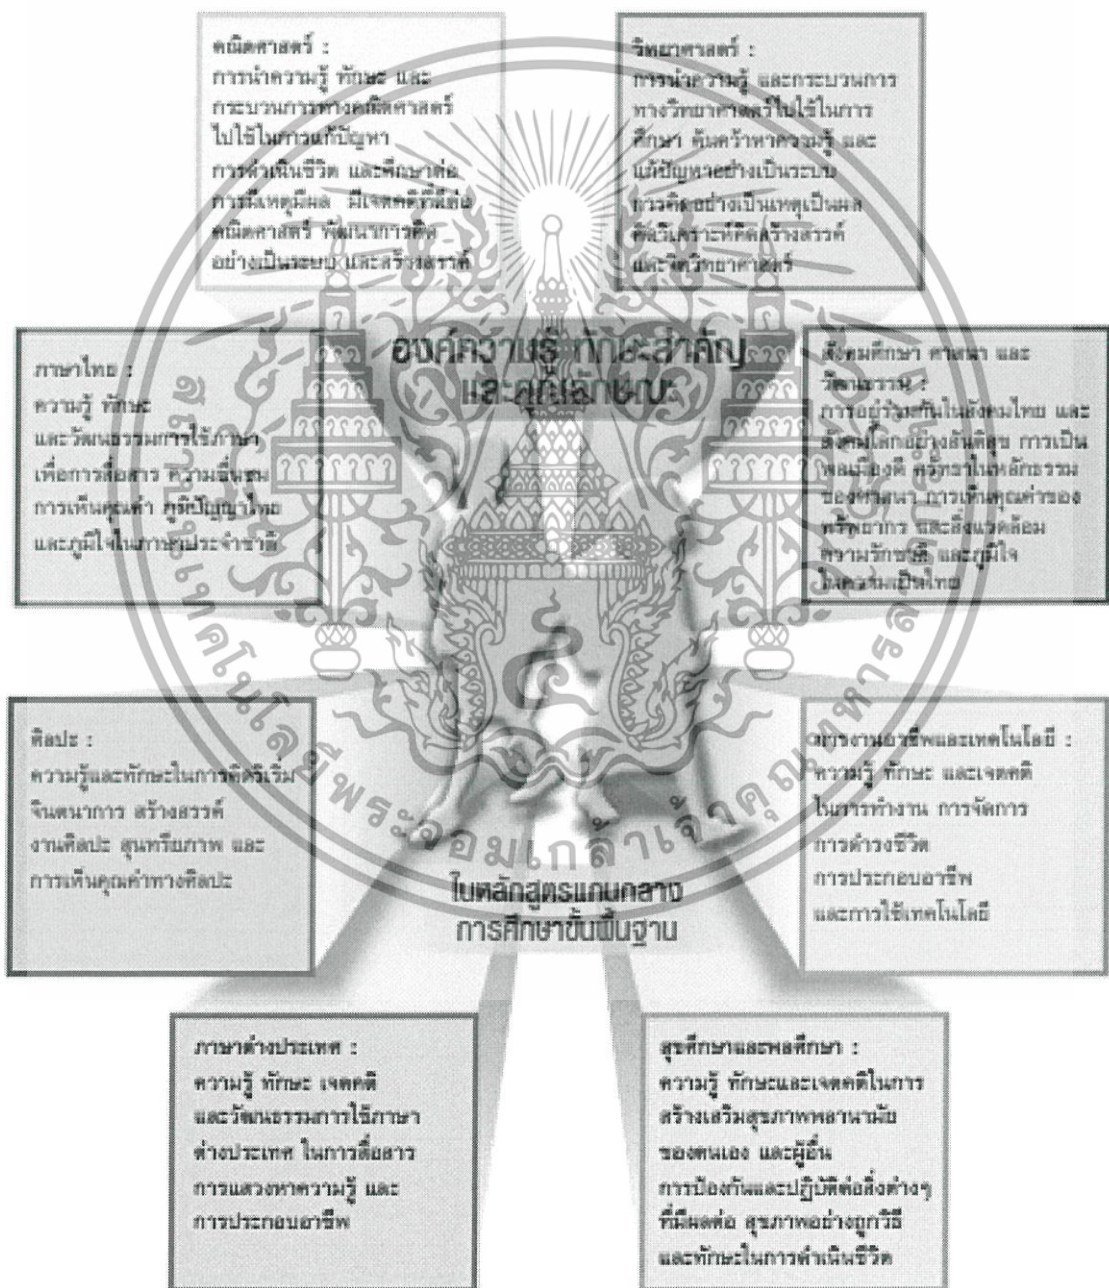 คณิตศาสตร์ :
การนำความรู้ ทักษะ และ
กระบวนการทางคณิตศาสตร์
ไปใช้ในการแก้ปัญหา
การดำเนินชีวิต และศึกษาต่อ
การมีเหตุมีผล มีเจตคติที่ดีต่อ
คณิตศาสตร์ พัฒนาการคิด
อย่างเป็นระบบ และสร้างสรรค์
วิทยาศาสตร์ :
การนำความรู้ และกระบวนการ
ทางวิทยาศาสตร์ไปใช้ในการ
ศึกษา ค้นคว้าหาความรู้ และ
แก้ปัญหาอย่างเป็นระบบ
การคิดอย่างเป็นเหตุเป็นผล
คิดวิเคราะห์คิดสร้างสรรค์
และจิตวิทยาศาสตร์
องค์ความรู้ ทักษะสำคัญ
และคุณลักษณะ
ภาษาไทย :
ความรู้ ทักษะ
และวัฒนธรรมการใช้ภาษา
เพื่อการสื่อสาร ความชื่นชม
การเห็นคุณค่า ภูมิปัญญาไทย
และภูมิใจในภาษาประจำชาติ
สังคมศึกษา ศาสนา และ
วัฒนธรรม :
การอยู่ร่วมกันในสังคมไทย และ
สังคมโลกอย่างสันติสุข การเป็น
พลเมืองดี ศรัทธาในหลักธรรม
ของศาสนา การเห็นคุณค่าของ
ทรัพยากร และสิ่งแวดล้อม
ความรักชาติ และภูมิใจ
ในความเป็นไทย
ศิลปะ :
ความรู้และทักษะในการคิดริเริ่ม
จินตนาการ สร้างสรรค์
งานศิลปะ สุนทรียภาพ และ
การเห็นคุณค่าทางศิลปะ
การงานอาชีพและเทคโนโลยี :
ความรู้ ทักษะ และเจตคติ
ในการทำงาน การจัดการ
การดำรงชีวิต
การประกอบอาชีพ
และการใช้เทคโนโลยี
สถาบันเทคโนโลยีพระจอมเกล้าเจ้าคุณทหารลาดกระบัง
ในหลักสูตรแกนกลาง
การศึกษาขั้นพื้นฐาน
ภาษาต่างประเทศ :
ความรู้ ทักษะ เจตคติ
และวัฒนธรรมการใช้ภาษา
ต่างประเทศ ในการสื่อสาร
การแสวงหาความรู้ และ
การประกอบอาชีพ
สุขศึกษาและพลศึกษา :
ความรู้ ทักษะและเจตคติในการ
สร้างเสริมสุขภาพพลานามัย
ของตนเอง และผู้อื่น
การป้องกันและปฏิบัติต่อสิ่งต่างๆ
ที่มีผลต่อ สุขภาพอย่างถูกวิธี
และทักษะในการดำเนินชีวิต